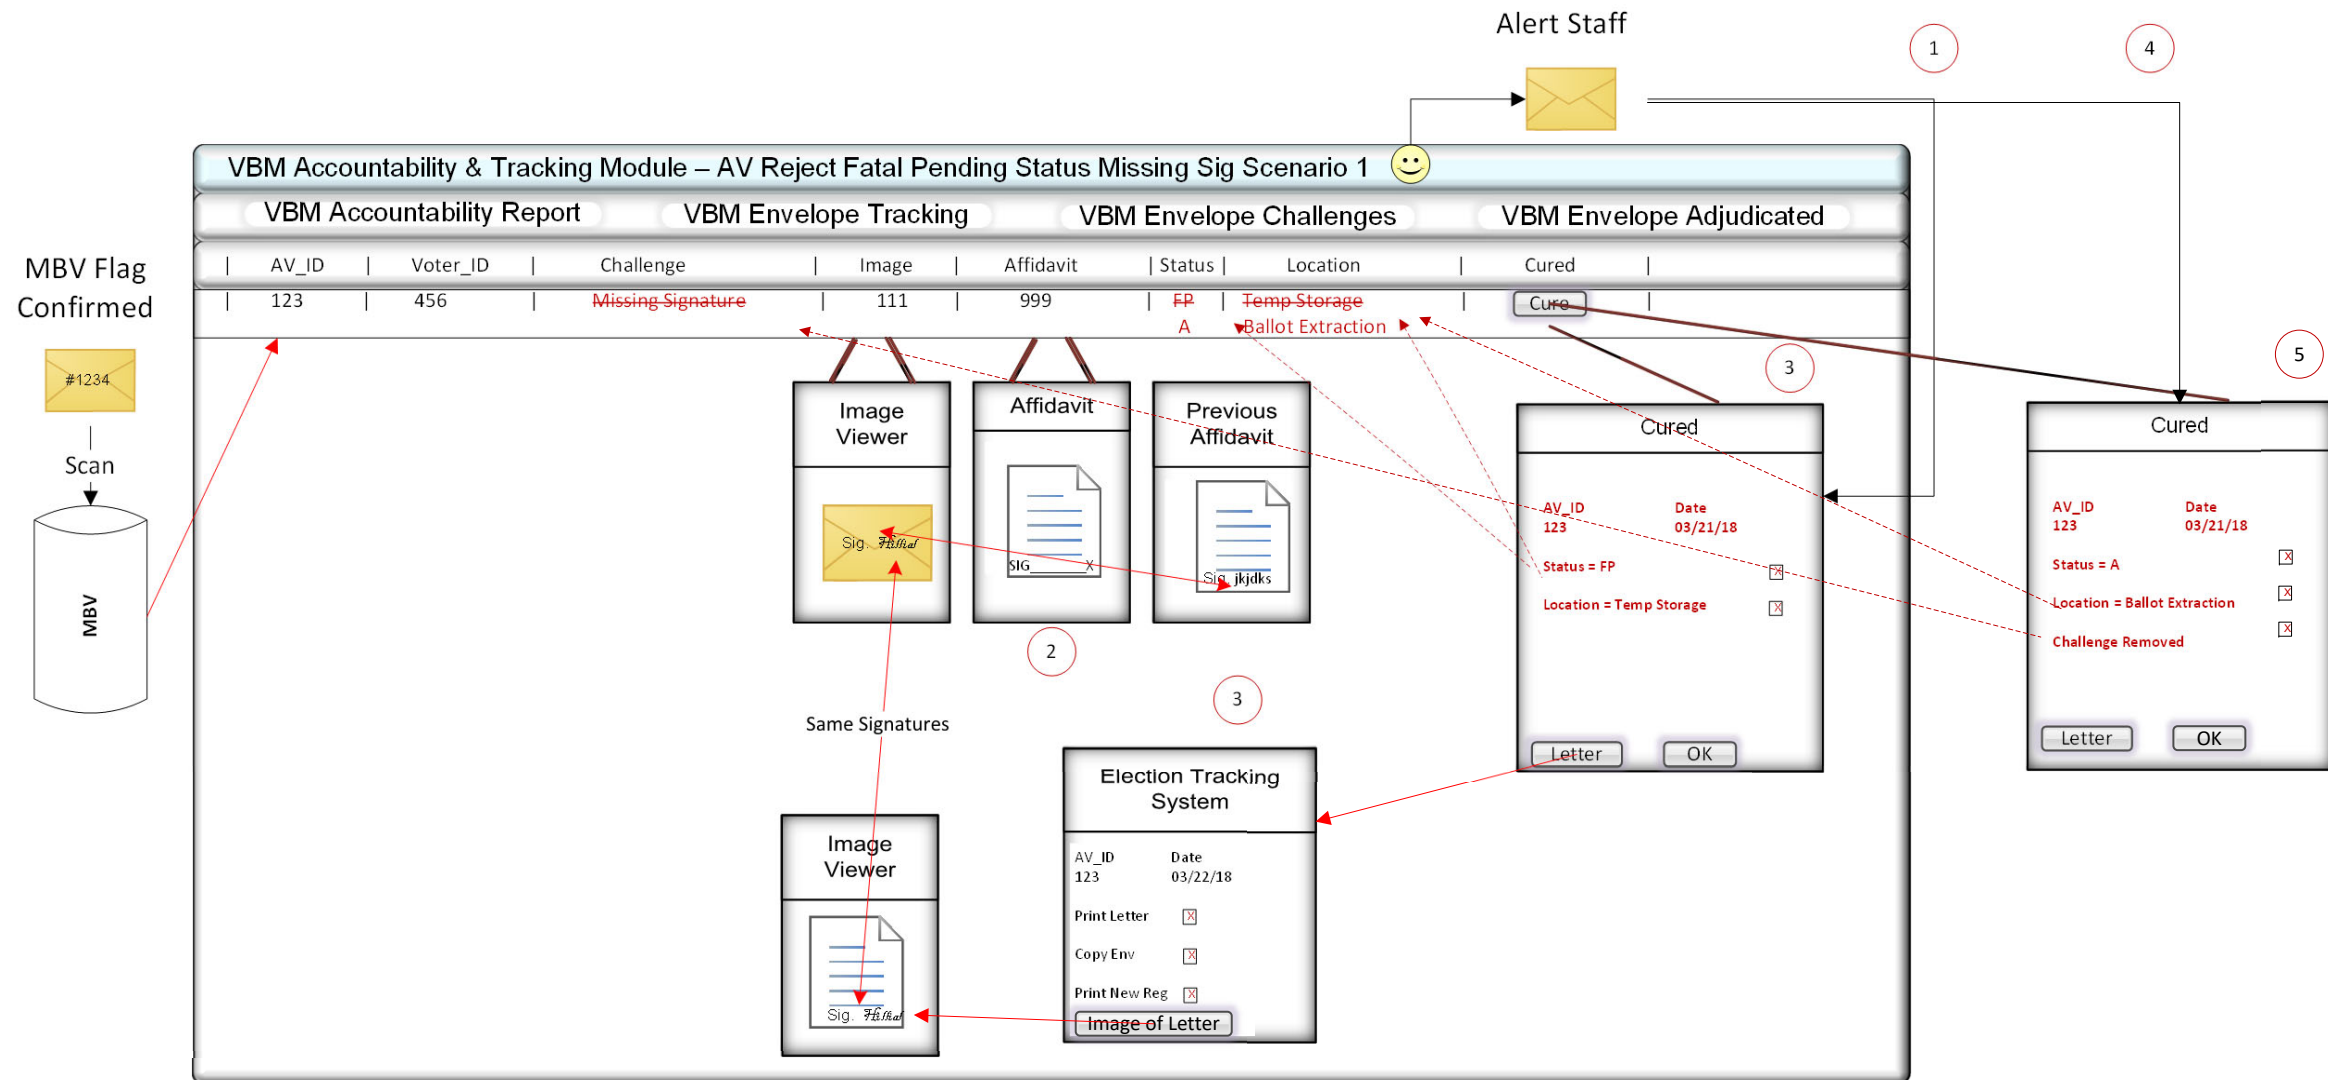 Alert Staff
1
4
VBM Accountability & Tracking Module – AV Reject Fatal Pending Status Missing Sig Scenario 1
VBM Accountability Report
VBM Envelope Tracking
VBM Envelope Challenges
VBM Envelope Adjudicated
| AV_ID | Voter_ID | Challenge | Image | Affidavit | Status | Location | Cured |
| 123 | 456 | Missing Signature | 111 | 999 | FP | Temp Storage | Cure |
A
Ballot Extraction
MBV Flag
Confirmed
#1234
Scan
MBV
Image
Viewer
Sig.
Affidavit
SIG_______X
2
Previous
Affidavit
Sig. jkjdks
3
Cured
AV_ID Date
123 03/21/18
Status = FP
X
Location = Temp Storage
X
Letter
OK
5
Cured
AV_ID Date
123 03/21/18
X
Status = A
X
Location = Ballot Extraction
X
Challenge Removed
Letter
OK
Same Signatures
3
Election Tracking
System
AV_ID Date
123 03/22/18
Print Letter X
Copy Env X
Print New Reg X
Image of Letter
Image
Viewer
Sig.